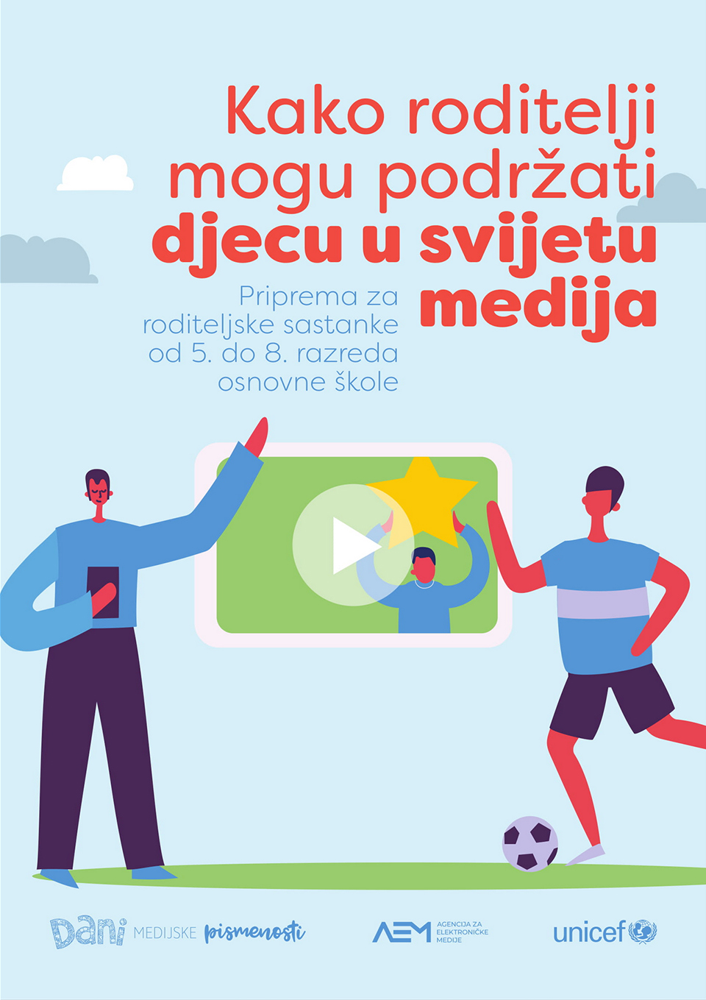 Kako roditelji
mogu podržati
djecu u svijetu
medija
Priprema za
roditeljske sastanke
od 5. do 8. razreda
osnovne škole
Dani MEDIJSKE pismenosti
AEM
AGENCIJA ZA
ELEKTRONIČKE
MEDIJE
unicef